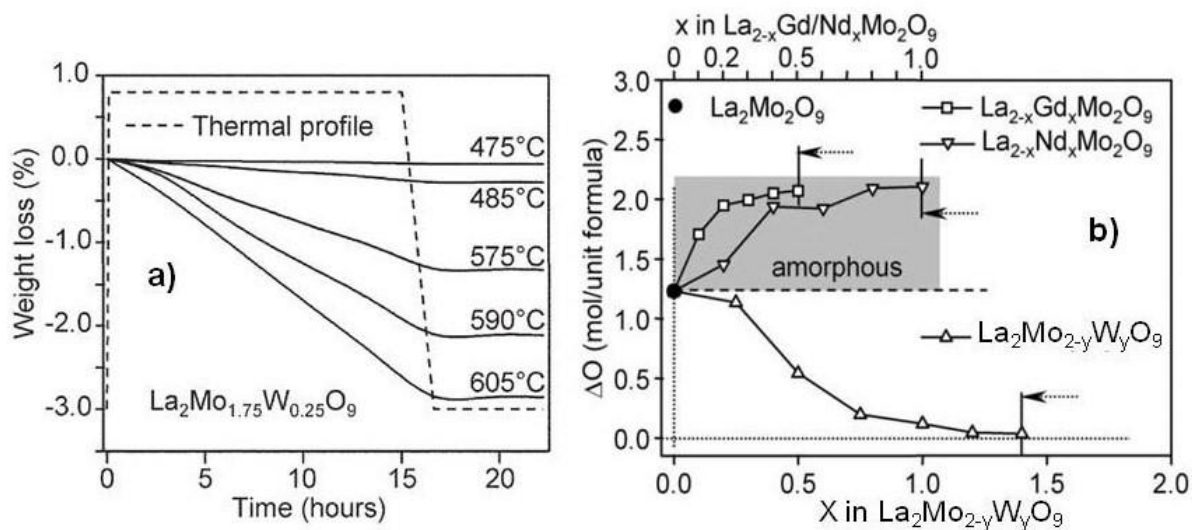 1.0
0.0
-1.0
-2.0
-3.0
Weight loss (%)
Thermal profile
475°C
485°C
575°C
590°C
605°C
a)
La₂Mo₁.₇₅W₀.₂₅O₉
0 5 10 15 20
Time (hours)
x in La₂₋ₓGd/NdₓMo₂O₉
0 0.2 0.5 1.0
3.0
2.5
2.0
1.5
1.0
0.5
0.0
ΔO (mol/unit formula)
La₂Mo₂O₉
La₂₋ₓGdₓMo₂O₉
La₂₋ₓNdₓMo₂O₉
b)
amorphous
La₂Mo₂₋yWyO₉
0.0 0.5 1.0 1.5 2.0
X in La₂Mo₂₋yWyO₉